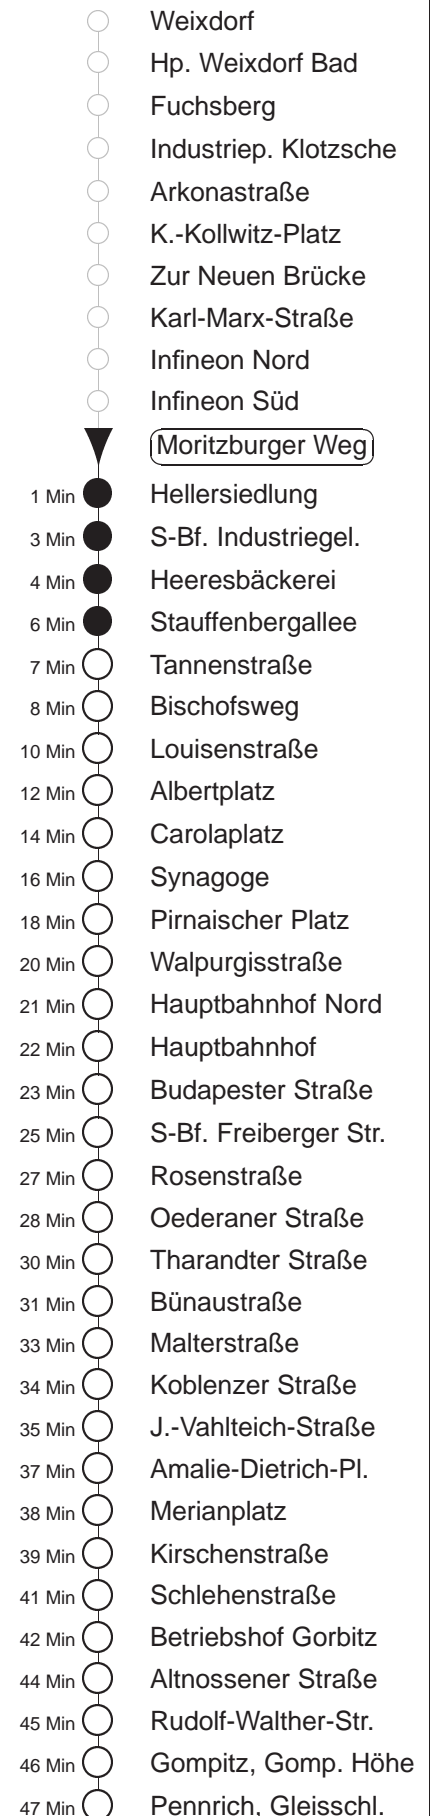 Weixdorf
Hp. Weixdorf Bad
Fuchsberg
Industriep. Klotzsche
Arkonastraße
K.-Kollwitz-Platz
Zur Neuen Brücke
Karl-Marx-Straße
Infineon Nord
Infineon Süd
Moritzburger Weg
1 Min Hellersiedlung
3 Min S-Bf. Industriegel.
4 Min Heeresbäckerei
6 Min Stauffenbergallee
7 Min Tannenstraße
8 Min Bischofsweg
10 Min Louisenstraße
12 Min Albertplatz
14 Min Carolaplatz
16 Min Synagoge
18 Min Pirnaischer Platz
20 Min Walpurgisstraße
21 Min Hauptbahnhof Nord
22 Min Hauptbahnhof
23 Min Budapester Straße
25 Min S-Bf. Freiberger Str.
27 Min Rosenstraße
28 Min Oederaner Straße
30 Min Tharandter Straße
31 Min Bünaustraße
33 Min Malterstraße
34 Min Koblenzer Straße
35 Min J.-Vahlteich-Straße
37 Min Amalie-Dietrich-Pl.
38 Min Merianplatz
39 Min Kirschenstraße
41 Min Schlehenstraße
42 Min Betriebshof Gorbitz
44 Min Altnossener Straße
45 Min Rudolf-Walther-Str.
46 Min Gompitz, Gomp. Höhe
47 Min Pennrich, Gleisschl.